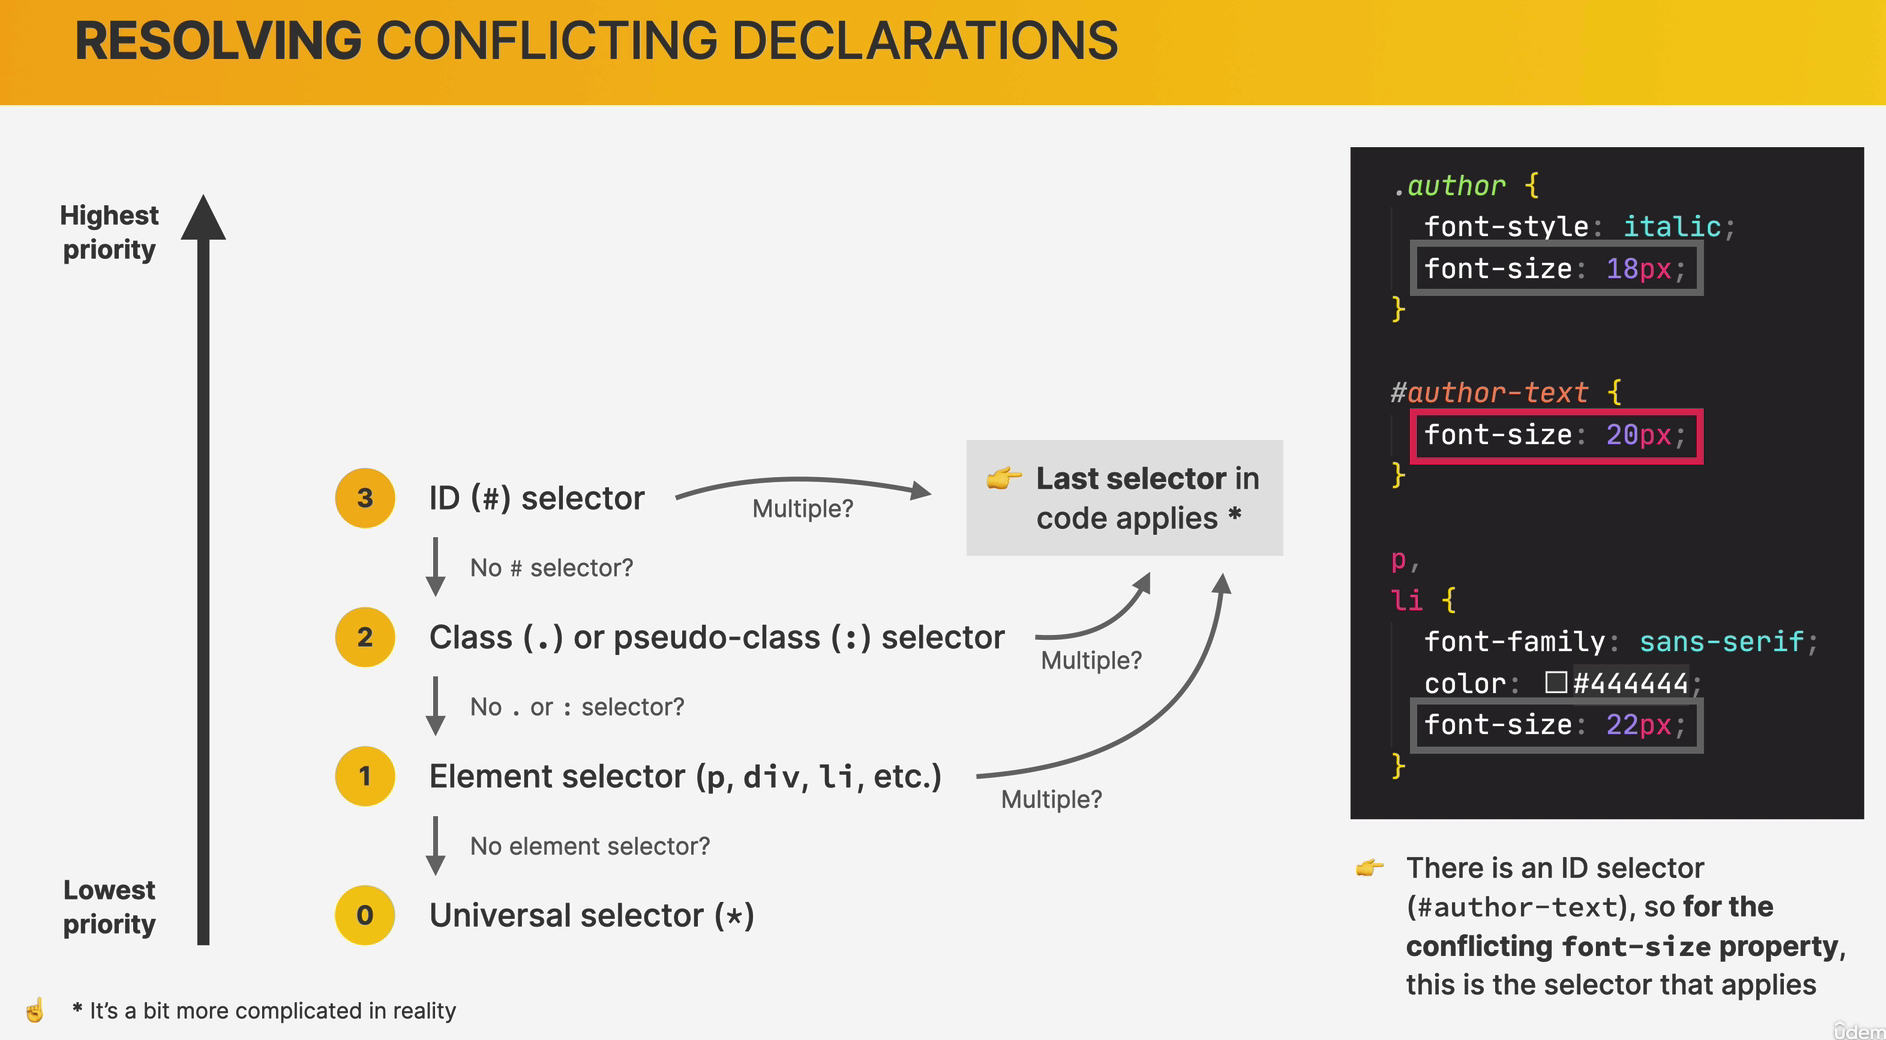 RESOLVING CONFLICTING DECLARATIONS
Highest
priority
3 ID (#) selector
Multiple?
👉 Last selector in
code applies *
No # selector?
2 Class (.) or pseudo-class (:) selector
Multiple?
No . or : selector?
1 Element selector (p, div, li, etc.)
Multiple?
No element selector?
Lowest
priority
0 Universal selector (*)
☝️ * It’s a bit more complicated in reality
.author {
font-style: italic;
font-size: 18px;
}
#author-text {
font-size: 20px;
}
p,
li {
font-family: sans-serif;
color: #444444;
font-size: 22px;
}
👉 There is an ID selector
(#author-text), so for the
conflicting font-size property,
this is the selector that applies
ûdem